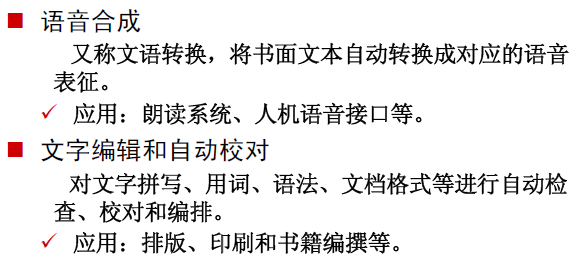 语音合成
又称文语转换，将书面文本自动转换成对应的语音
表征。
应用：朗读系统、人机语音接口等。
文字编辑和自动校对
对文字拼写、用词、语法、文档格式等进行自动检
查、校对和编排。
应用：排版、印刷和书籍编撰等。